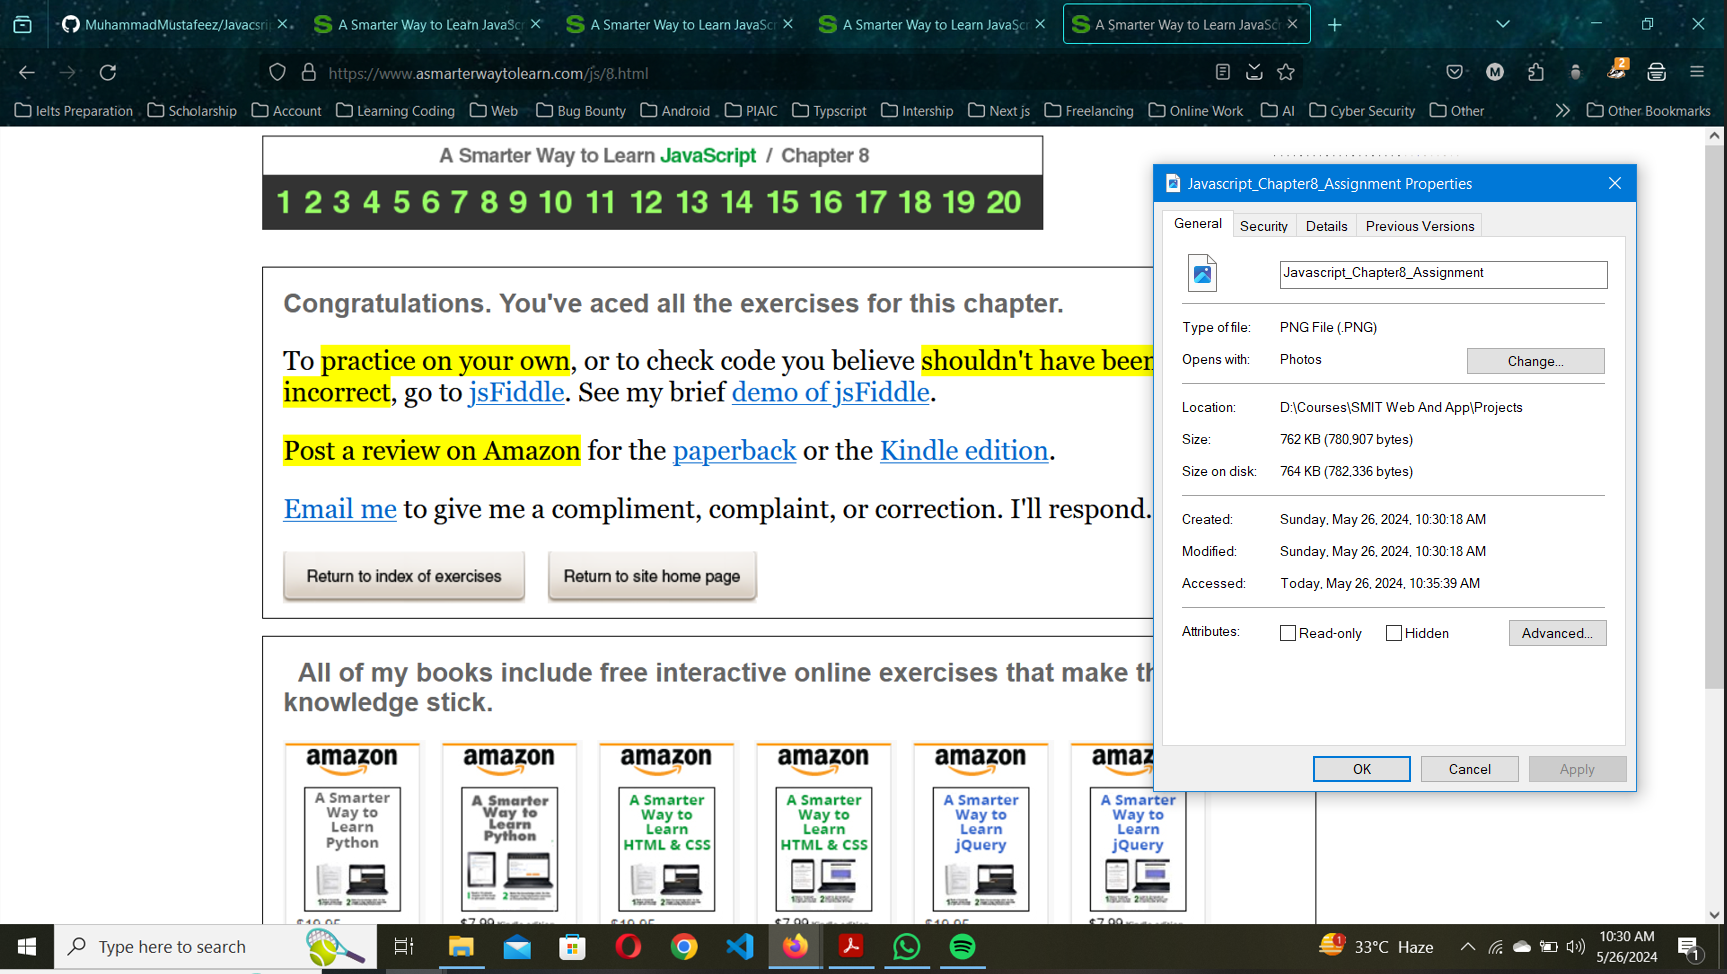 MuhammadMustafeez/Javacsri
A Smarter Way to Learn JavaSc
A Smarter Way to Learn JavaScr
A Smarter Way to Learn JavaScr
A Smarter Way to Learn JavaSc
https://www.asmarterwaytolearn.com/js/8.html
M
2
Ielts Preparation
Scholarship
Account
Learning Coding
Web
Bug Bounty
Android
PIAIC
Typscript
Intership
Next js
Freelancing
Online Work
AI
Cyber Security
Other
Other Bookmarks
A Smarter Way to Learn JavaScript / Chapter 8
1 2 3 4 5 6 7 8 9 10 11 12 13 14 15 16 17 18 19 20
Congratulations. You've aced all the exercises for this chapter.
To practice on your own, or to check code you believe shouldn't have been
incorrect, go to jsFiddle. See my brief demo of jsFiddle.
Post a review on Amazon for the paperback or the Kindle edition.
Email me to give me a compliment, complaint, or correction. I'll respond.
Return to index of exercises
Return to site home page
All of my books include free interactive online exercises that make th
knowledge stick.
amazon
A Smarter
Way to
Learn
Python
$19.95
amazon
A Smarter
Way to
Learn
Python
$7.99 Kindle edition
amazon
A Smarter
Way to
Learn
HTML & CSS
$19.95
amazon
A Smarter
Way to
Learn
HTML & CSS
$7.99 Kindle edition
amazon
A Smarter
Way to
Learn
jQuery
$19.95
amaz
A Smarter
Way to
Learn
jQuery
$7.99 Kindle edition
Javascript_Chapter8_Assignment Properties
General
Security
Details
Previous Versions
Javascript_Chapter8_Assignment
Type of file: PNG File (.PNG)
Opens with: Photos
Change...
Location: D:\Courses\SMIT Web And App\Projects
Size: 762 KB (780,907 bytes)
Size on disk: 764 KB (782,336 bytes)
Created: Sunday, May 26, 2024, 10:30:18 AM
Modified: Sunday, May 26, 2024, 10:30:18 AM
Accessed: Today, May 26, 2024, 10:35:39 AM
Attributes: Read-only Hidden
Advanced...
OK
Cancel
Apply
Type here to search
1
33°C Haze
10:30 AM
5/26/2024
1